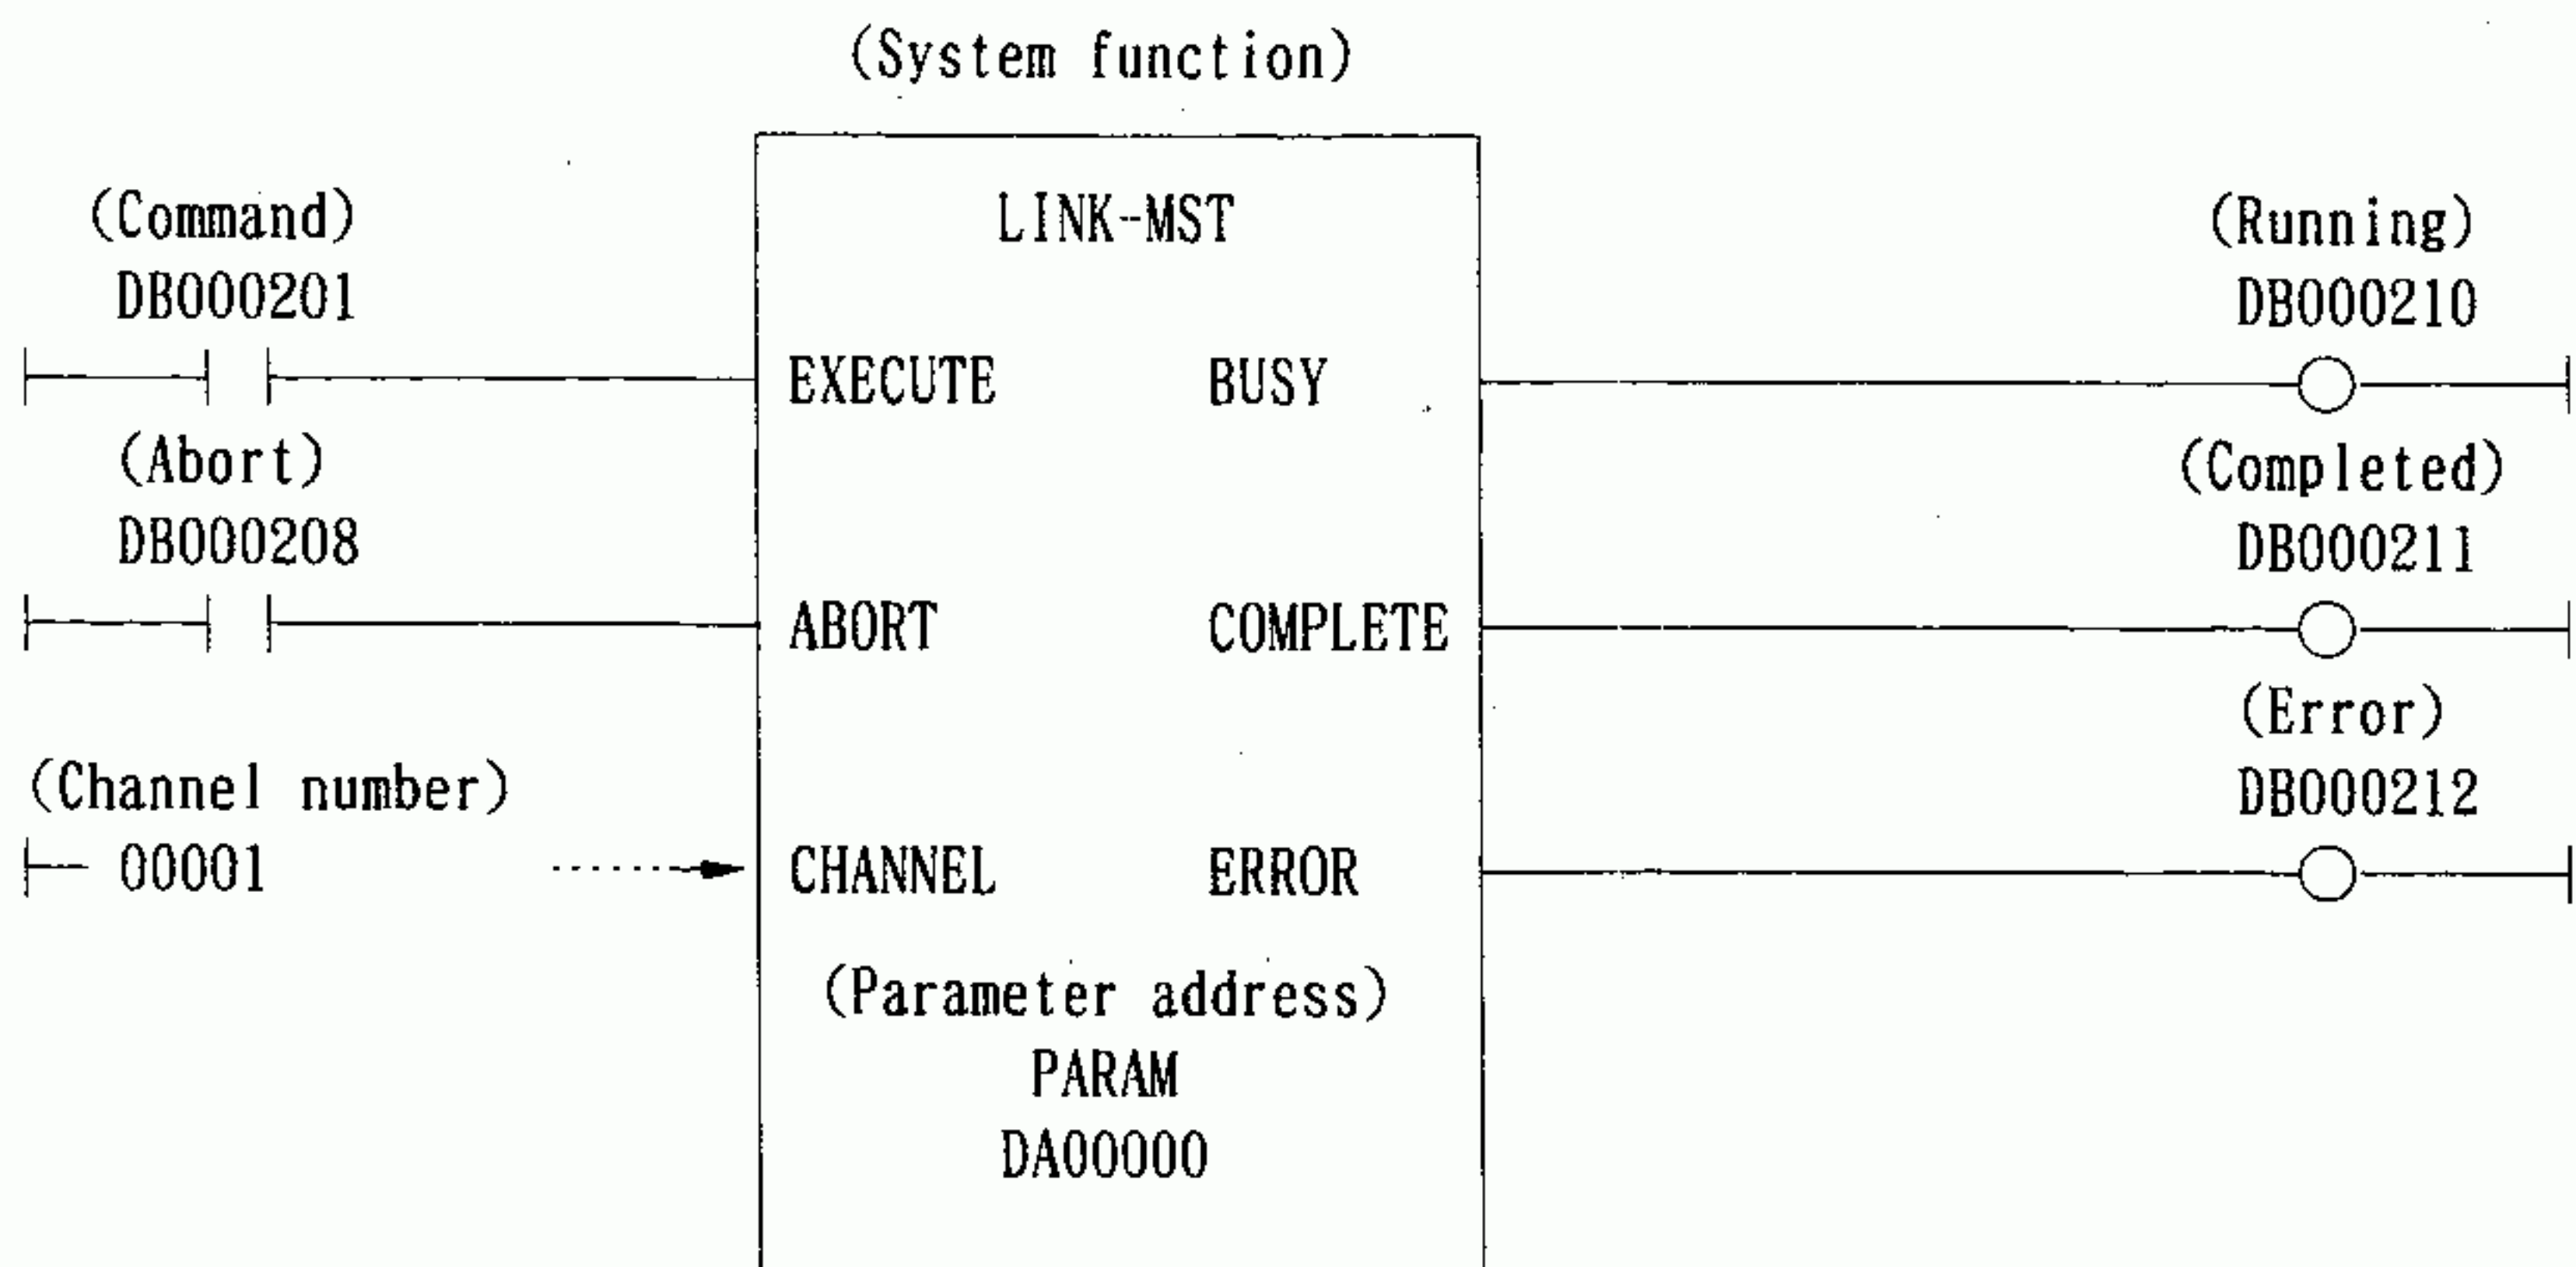 (System function)
LINK-MST
(Command)
DB000201
(Running)
DB000210
EXECUTE BUSY
(Abort)
DB000208
(Completed)
DB000211
ABORT COMPLETE
(Channel number)
00001
(Error)
DB000212
CHANNEL ERROR
(Parameter address)
PARAM
DA00000